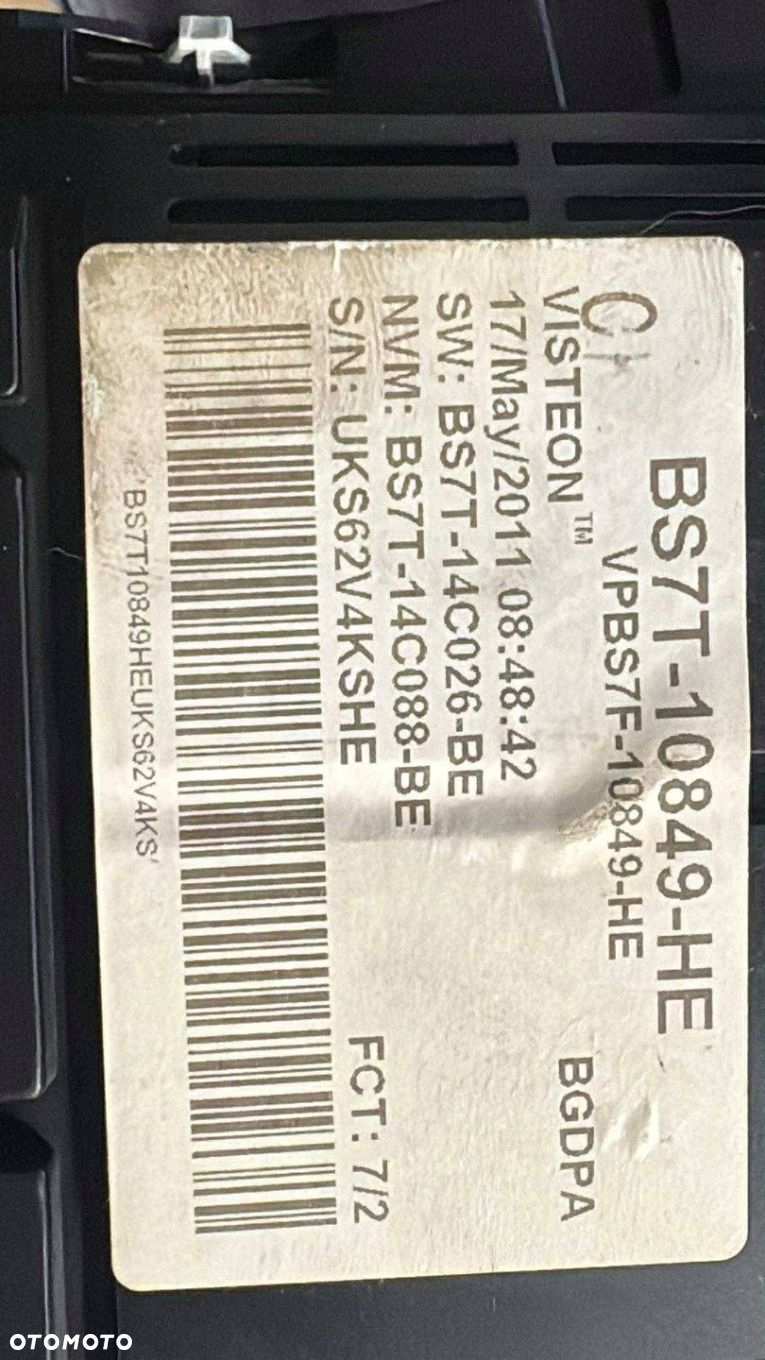 BS7T-10849-HE
VPBS7F-10849-HE
C
VISTEON™
BGDPA
17/May/2011 08:48:42
SW: BS7T-14C026-BE
NVM: BS7T-14C088-BE
S/N: UKS62V4KSHE
FCT: 7/2
'BS7T10849HEUKS62V4KS'
OTOMOTO